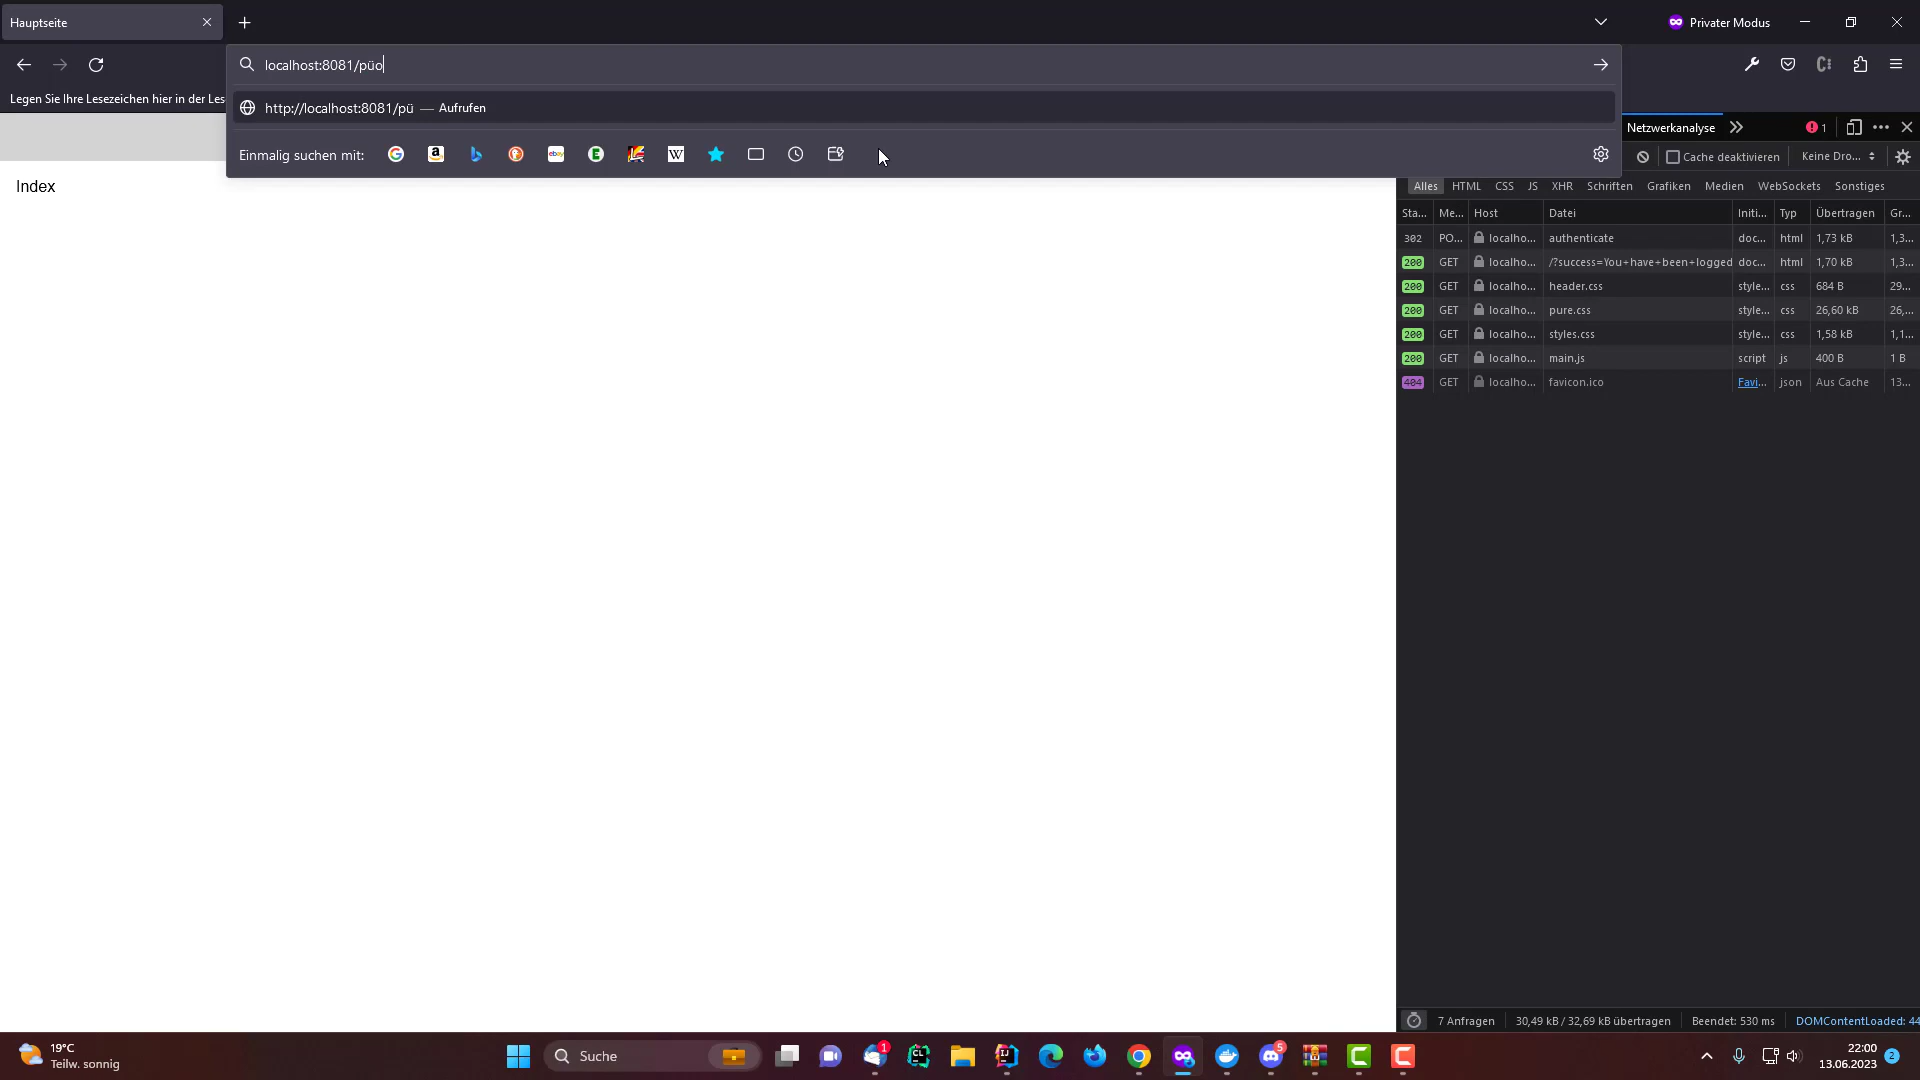 Hauptseite
Privater Modus
localhost:8081/püo
Legen Sie Ihre Lesezeichen hier in der Les
http://localhost:8081/pü — Aufrufen
Einmalig suchen mit:
Netzwerkanalyse
1
Cache deaktivieren
Keine Dro...
Index
Alles HTML CSS JS XHR Schriften Grafiken Medien WebSockets Sonstiges
Sta... Me... Host Datei Initi... Typ Übertragen Gr...
302 PO... localho... authenticate doc... html 1,73 kB 1,3...
200 GET localho... /?success=You+have+been+logged doc... html 1,70 kB 1,3...
200 GET localho... header.css style... css 684 B 29...
200 GET localho... pure.css style... css 26,60 kB 26,...
200 GET localho... styles.css style... css 1,58 kB 1,1...
200 GET localho... main.js script js 400 B 1 B
404 GET localho... favicon.ico Favi... json Aus Cache 13...
7 Anfragen 30,49 kB / 32,69 kB übertragen Beendet: 530 ms DOMContentLoaded: 44
19°C
Teilw. sonnig
Suche
1
5
22:00
13.06.2023
2